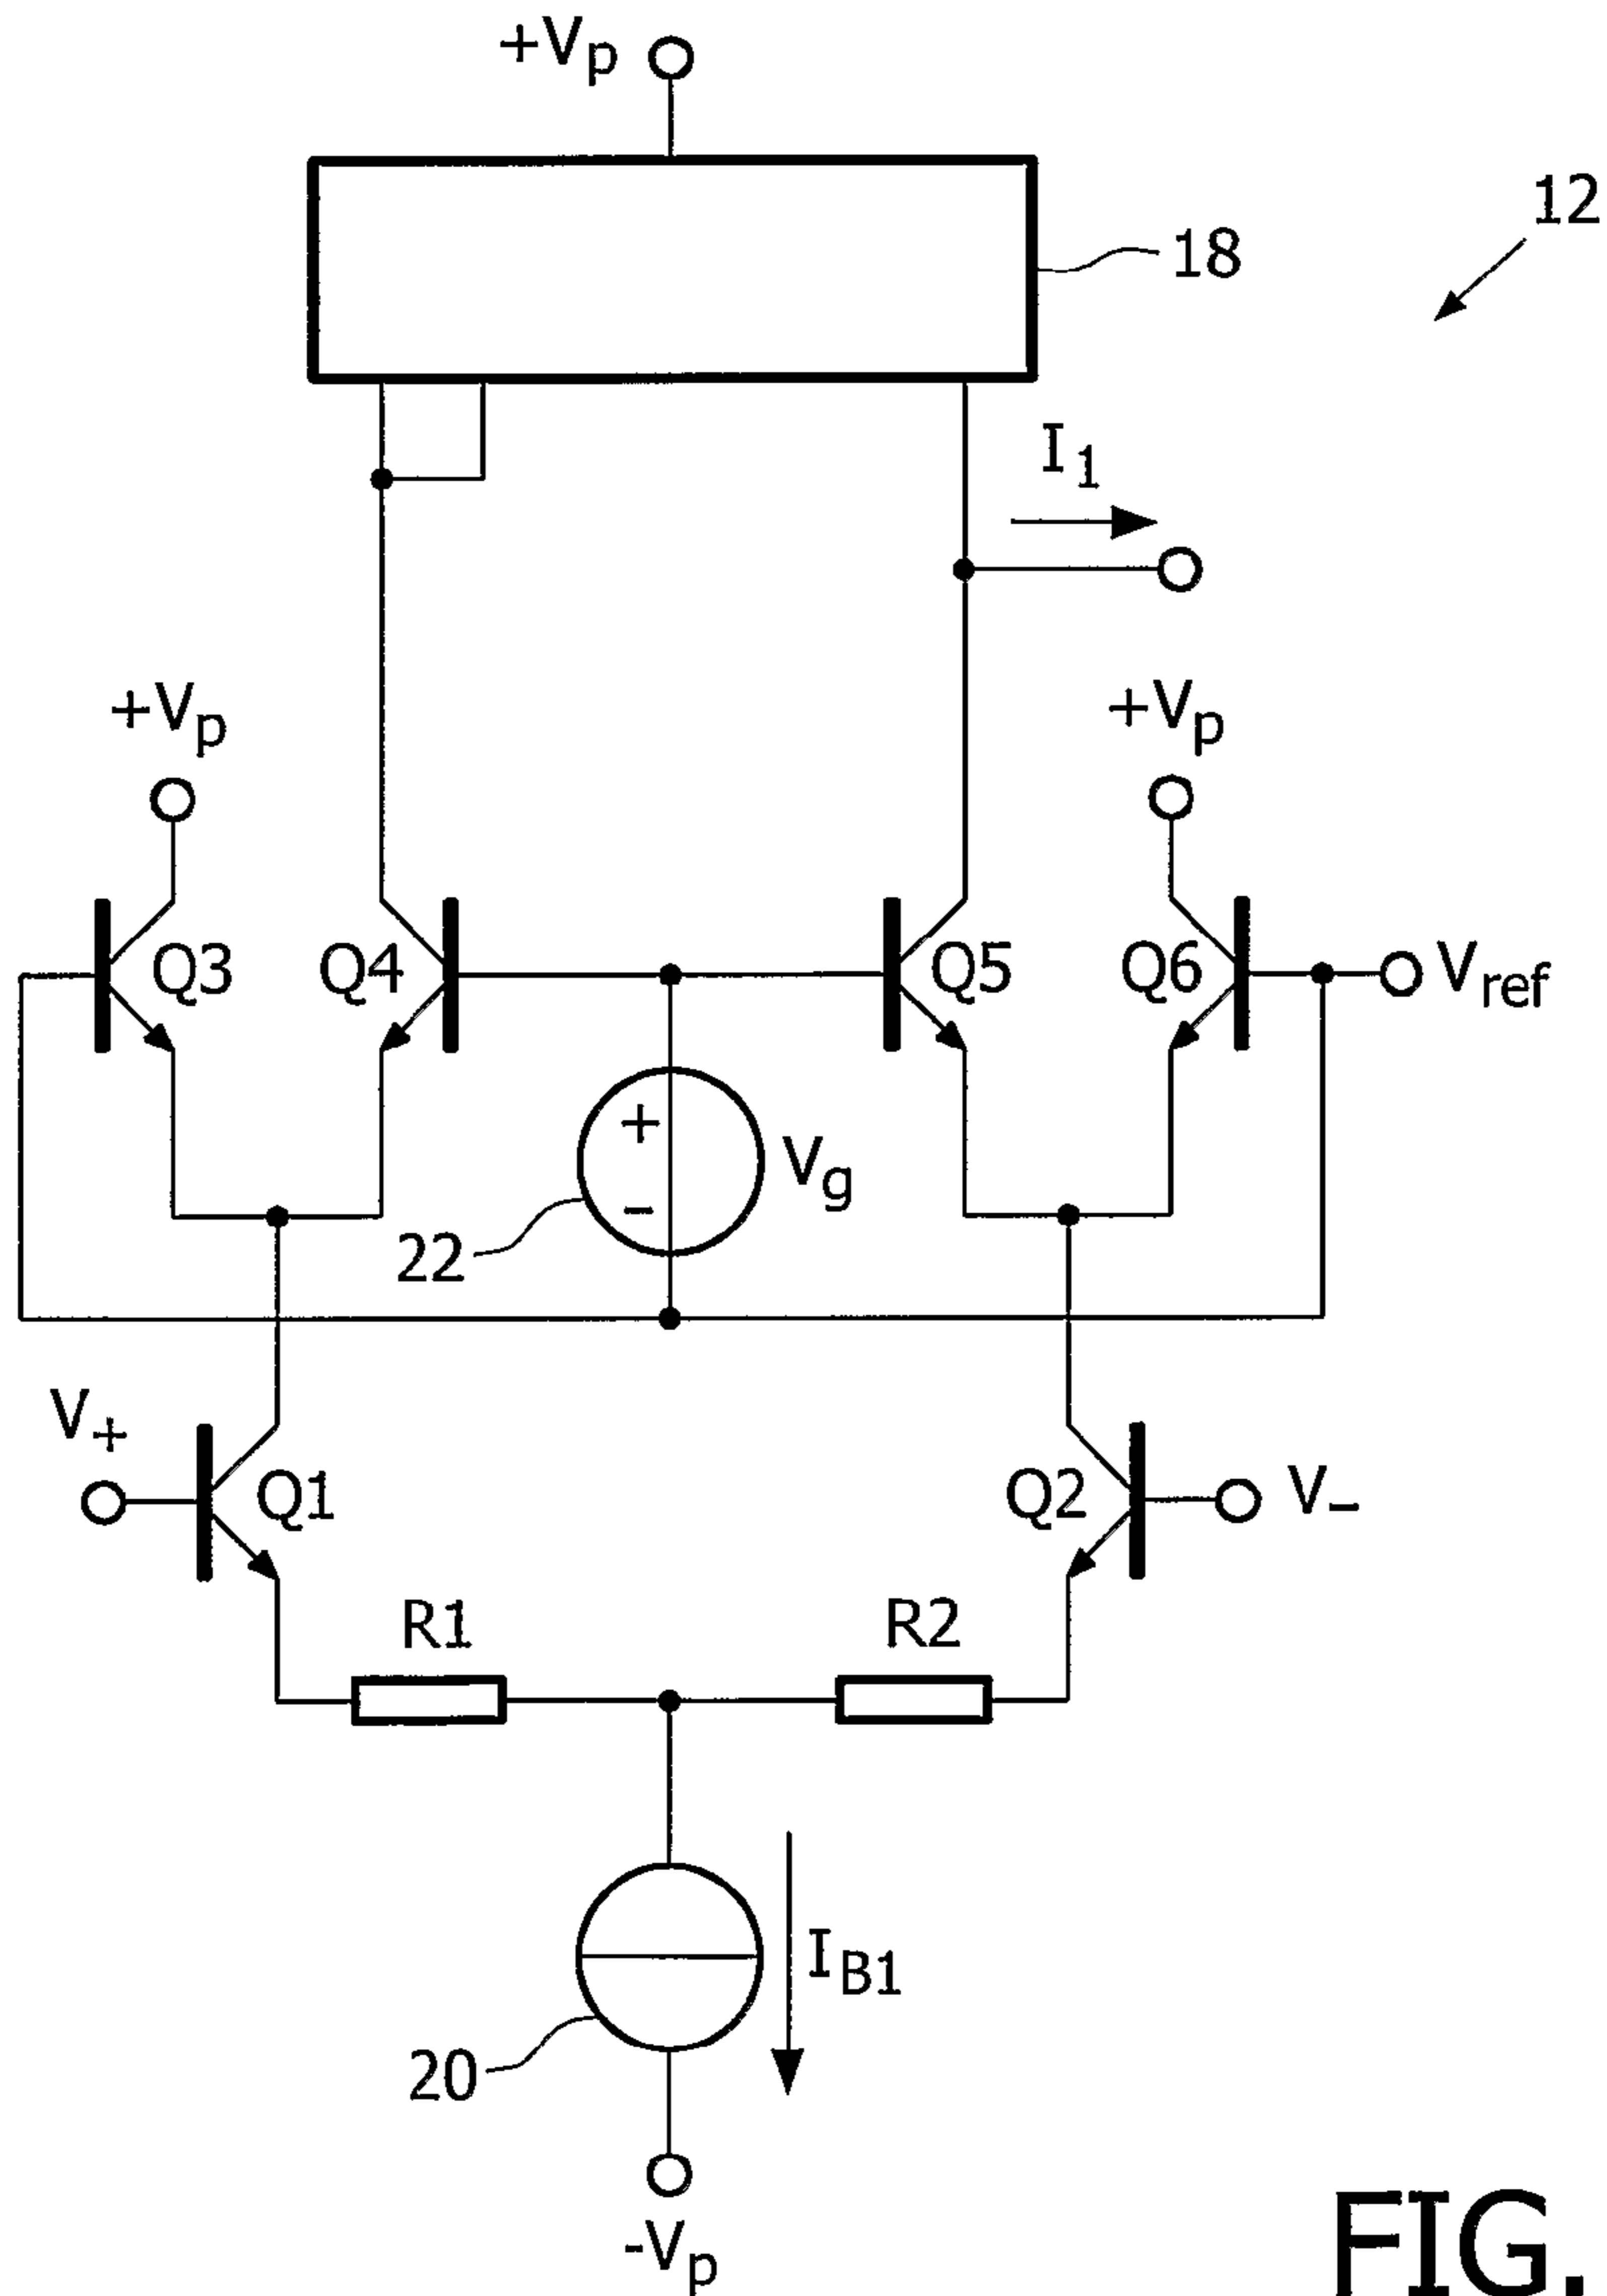 +Vp
12
18
I1
+Vp
+Vp
Q3
Q4
Q5
Q6
Vref
+
Vg
-
22
V+
Q1
Q2
V-
R1
R2
IB1
20
-Vp
FIG.